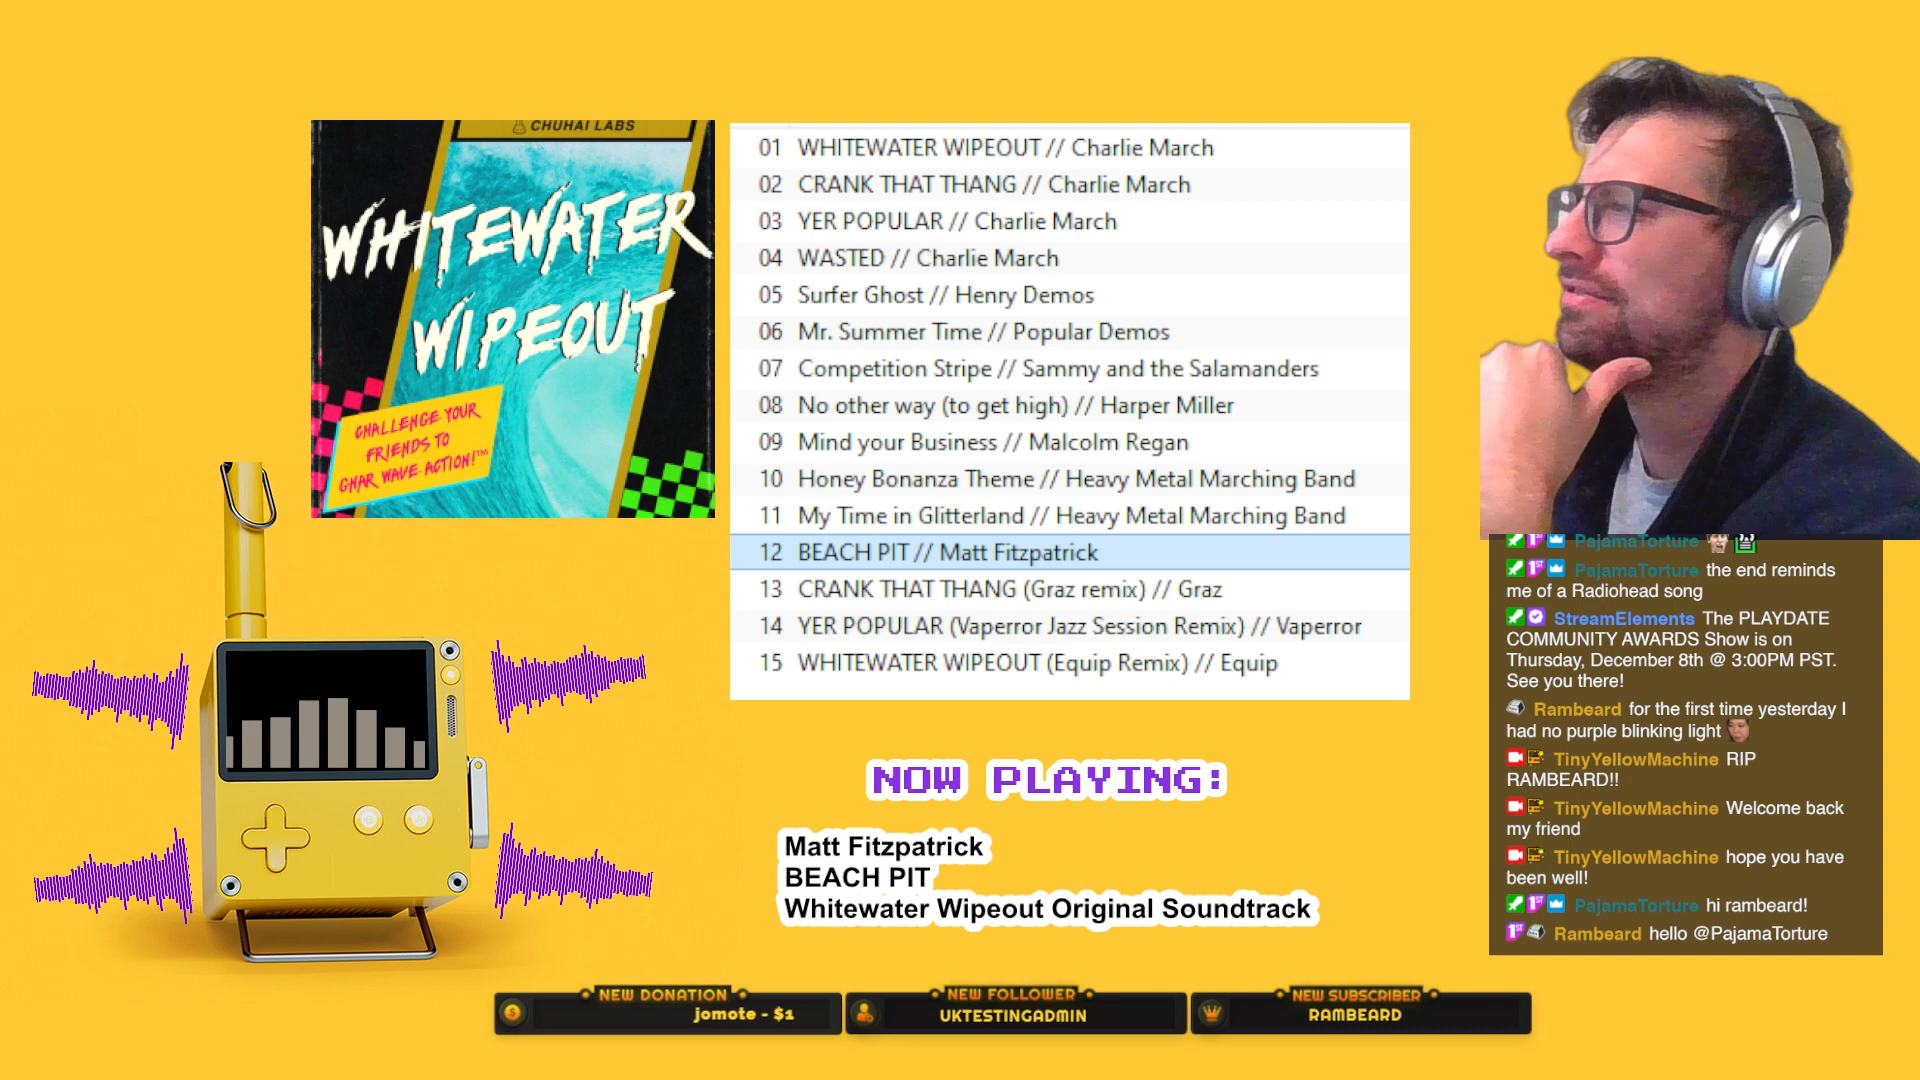 CHUHAI LABS
WHITEWATER
WIPEOUT
CHALLENGE YOUR
FRIENDS TO
GNAR WAVE ACTION!™
01 WHITEWATER WIPEOUT // Charlie March
02 CRANK THAT THANG // Charlie March
03 YER POPULAR // Charlie March
04 WASTED // Charlie March
05 Surfer Ghost // Henry Demos
06 Mr. Summer Time // Popular Demos
07 Competition Stripe // Sammy and the Salamanders
08 No other way (to get high) // Harper Miller
09 Mind your Business // Malcolm Regan
10 Honey Bonanza Theme // Heavy Metal Marching Band
11 My Time in Glitterland // Heavy Metal Marching Band
12 BEACH PIT // Matt Fitzpatrick
13 CRANK THAT THANG (Graz remix) // Graz
14 YER POPULAR (Vaperror Jazz Session Remix) // Vaperror
15 WHITEWATER WIPEOUT (Equip Remix) // Equip
NOW PLAYING:
Matt Fitzpatrick
BEACH PIT
Whitewater Wipeout Original Soundtrack
B A
1ST PajamaTorture
1ST PajamaTorture the end reminds
me of a Radiohead song
StreamElements The PLAYDATE
COMMUNITY AWARDS Show is on
Thursday, December 8th @ 3:00PM PST.
See you there!
Rambeard for the first time yesterday I
had no purple blinking light
TinyYellowMachine RIP
RAMBEARD!!
TinyYellowMachine Welcome back
my friend
TinyYellowMachine hope you have
been well!
1ST PajamaTorture hi rambeard!
1ST Rambeard hello @PajamaTorture
NEW DONATION
jomote - $1
NEW FOLLOWER
UKTESTINGADMIN
NEW SUBSCRIBER
RAMBEARD